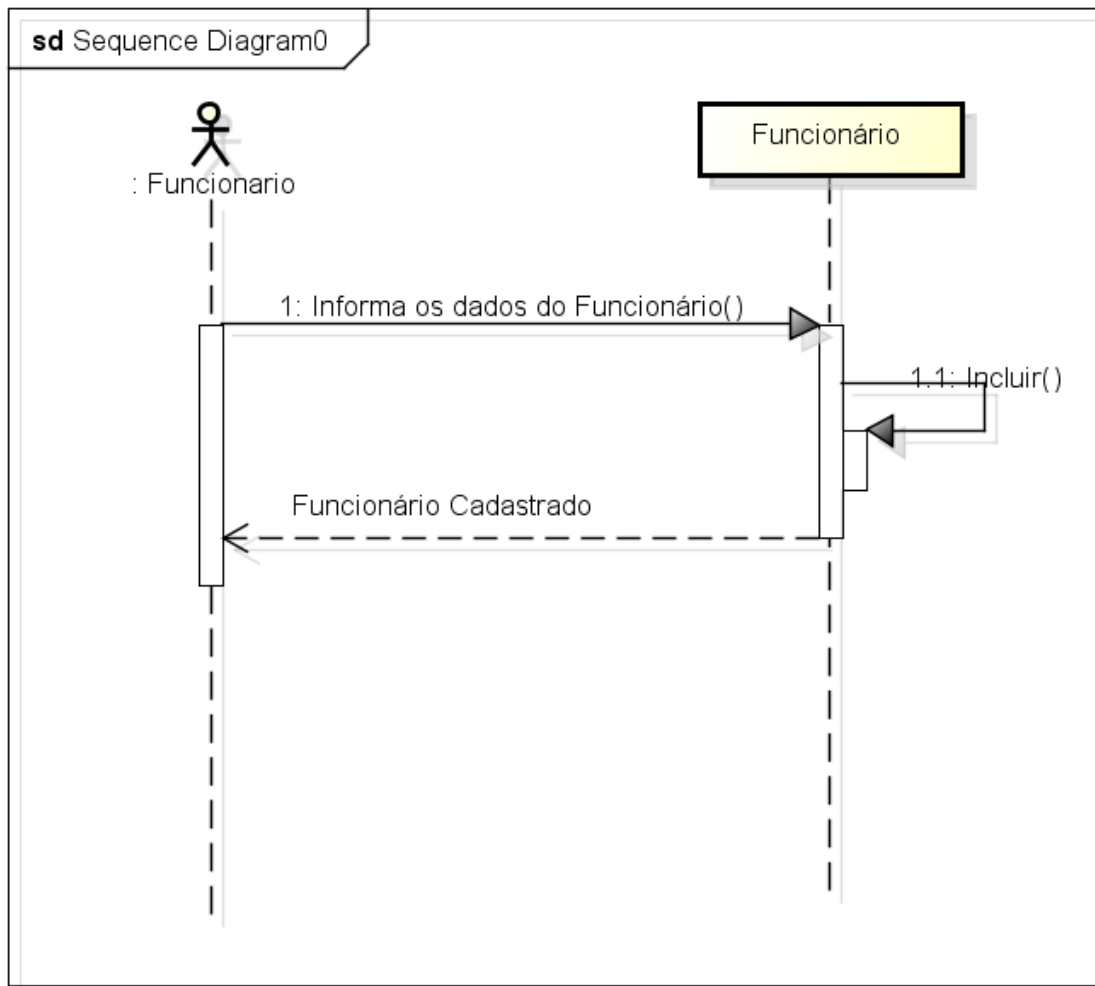 sd Sequence Diagram0
: Funcionario
Funcionário
1: Informa os dados do Funcionário()
1.1: Incluir()
Funcionário Cadastrado